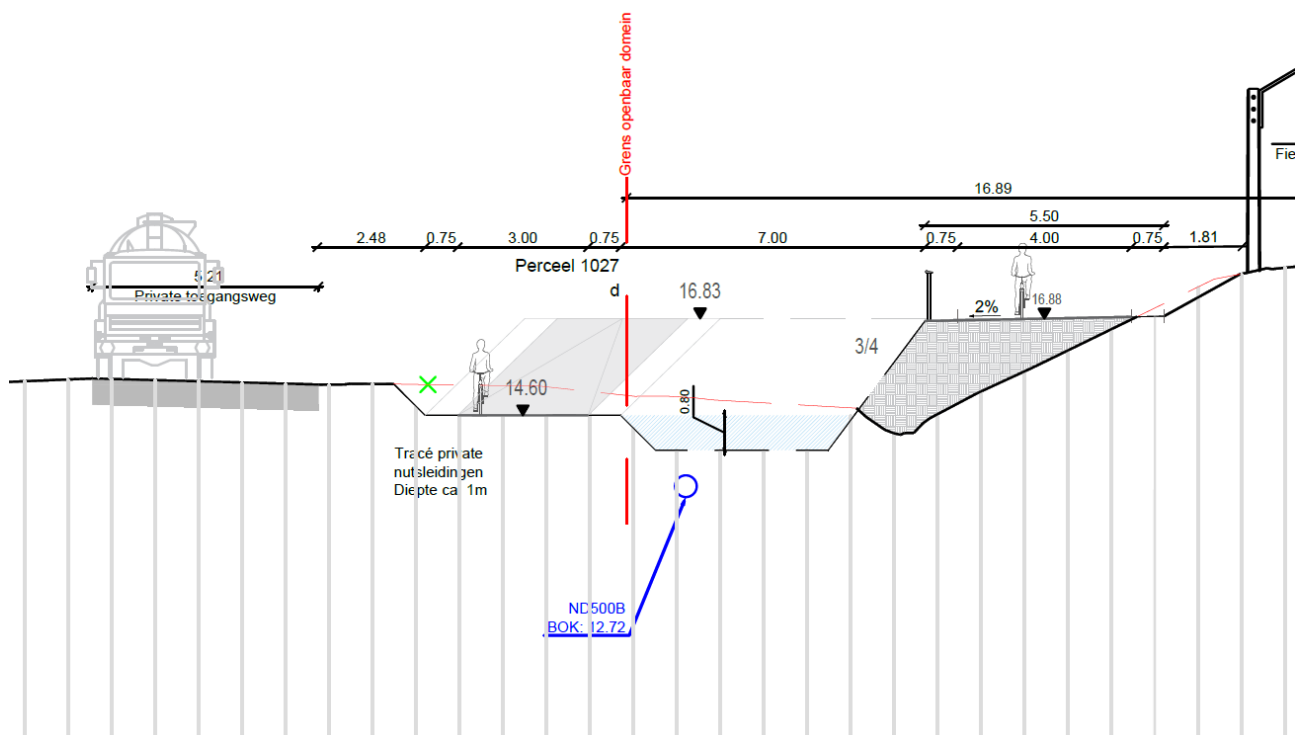 Grens openbaar domein
16.89
5.50
2.48
0.75
3.00
0.75
7.00
0.75
4.00
0.75
1.81
Fie
5.21
Private toegangsweg
Perceel 1027
d
16.83
2%
16.88
3/4
14.60
0.80
Tracé private
nutsleidingen
Diepte ca. 1m
ND500B
BOK: 12.72